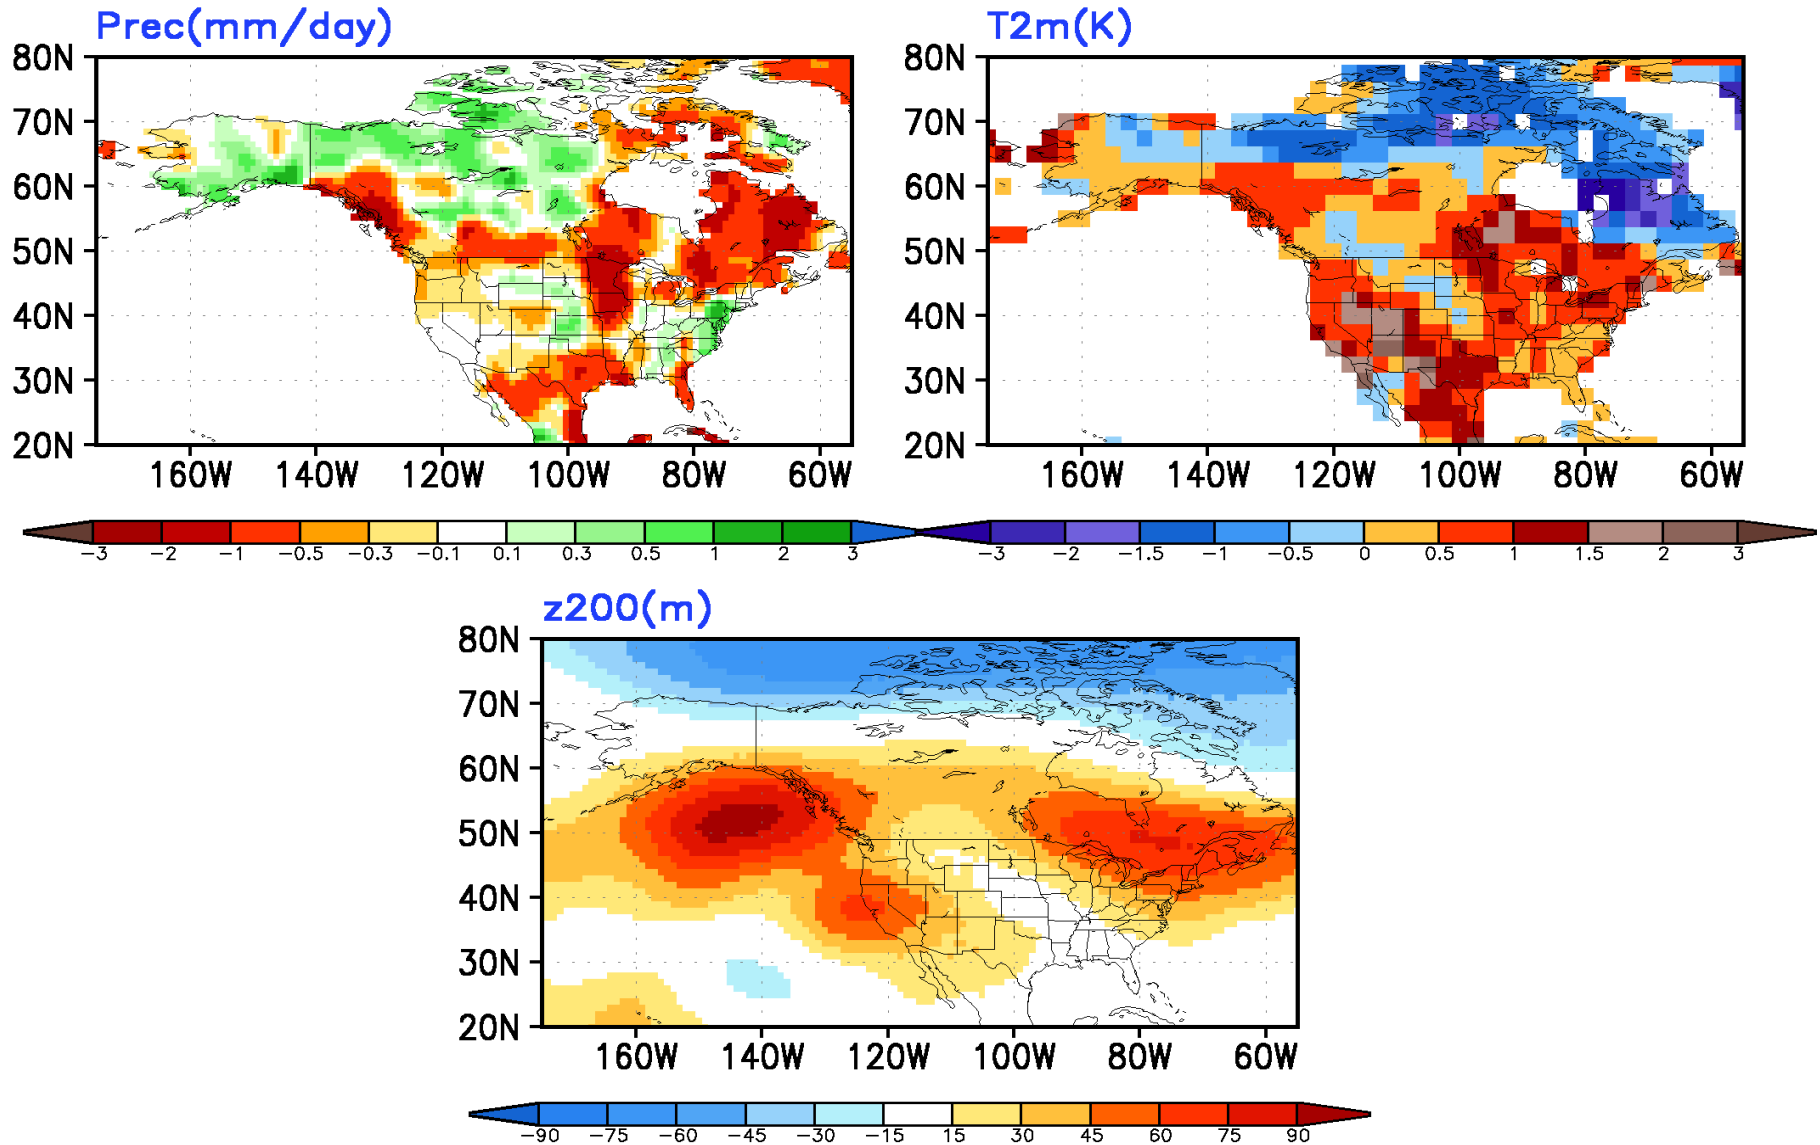 Prec(mm/day)
80N
70N
60N
50N
40N
30N
20N
160W 140W 120W 100W 80W 60W
-3 -2 -1 -0.5 -0.3 -0.1 0.1 0.3 0.5 1 2 3
T2m(K)
80N
70N
60N
50N
40N
30N
20N
160W 140W 120W 100W 80W 60W
-3 -2 -1.5 -1 -0.5 0 0.5 1 1.5 2 3
z200(m)
80N
70N
60N
50N
40N
30N
20N
160W 140W 120W 100W 80W 60W
-90 -75 -60 -45 -30 -15 15 30 45 60 75 90